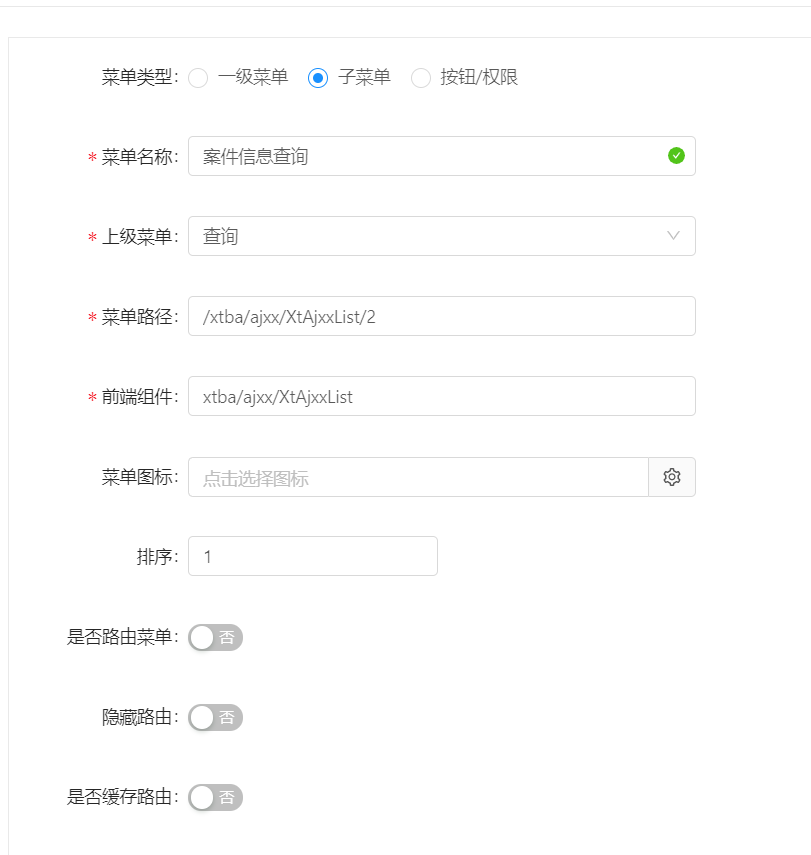 菜单类型： 一级菜单 子菜单 按钮/权限
* 菜单名称： 案件信息查询
* 上级菜单： 查询
* 菜单路径： /xtba/ajxx/XtAjxxList/2
* 前端组件： xtba/ajxx/XtAjxxList
菜单图标： 点击选择图标
排序： 1
是否路由菜单： 否
隐藏路由： 否
是否缓存路由： 否